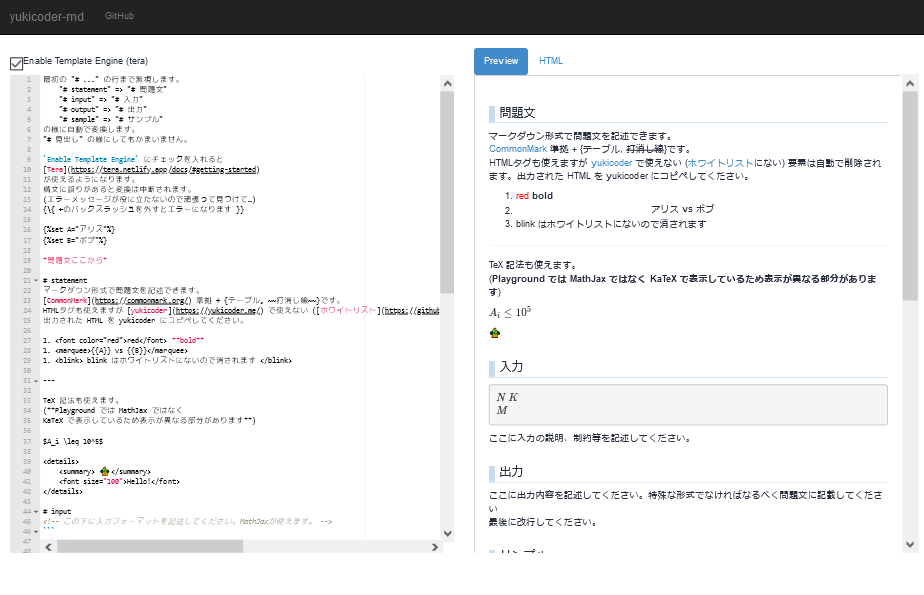 yukicoder-md GitHub
Enable Template Engine (tera)
1 最初の "# ..." の行まで無視します。
2 "# statement" => "# 問題文"
3 "# input" => "# 入力"
4 "# output" => "# 出力"
5 "# sample" => "# サンプル"
6 の様に自動で変換します。
7 "# 見出し" の様にしてもかまいません。
8
9 `Enable Template Engine` にチェックを入れると
10 [Tera](https://tera.netlify.app/docs/#getting-started)
11 が使えるようになります。
12 構文に誤りがあると変換は中断されます。
13 (エラーメッセージが役に立たないので頑張って見つけて…)
14 {\{ ←のバックスラッシュを外すとエラーになります }}
15
16 {%set A="アリス"%}
17 {%set B="ボブ"%}
18
19 *問題文ここから*
20
21 # statement
22 マークダウン形式で問題文を記述できます。
23 [CommonMark](https://commonmark.org/) 準拠 + {テーブル, ~~打消し線~~}です。
24 HTMLタグも使えますが [yukicoder](https://yukicoder.me/) で使えない ([ホワイトリスト](https://github
25 出力された HTML を yukicoder にコピペしてください。
26
27 1. <font color="red">red</font> **bold**
28 1. <marquee>{{A}} vs {{B}}</marquee>
29 1. <blink> blink はホワイトリストにないので消されます </blink>
30
31 ---
32
33 TeX 記法も使えます。
34 (**Playground では MathJax ではなく
35 KaTeX で表示しているため表示が異なる部分があります**)
36
37 $A_i \leq 10^5$
38
39 <details>
40 <summary> </summary>
41 <font size="100">Hello!</font>
42 </details>
43
44 # input
45 <!-- この下に入力フォーマットを記述してください。MathJaxが使えます。 -->
46 ```
47
48
Preview HTML
問題文
マークダウン形式で問題文を記述できます。
CommonMark 準拠 + {テーブル, 打消し線}です。
HTMLタグも使えますが yukicoder で使えない (ホワイトリストにない) 要素は自動で削除され
ます。出力された HTML を yukicoder にコピペしてください。
1. red bold
2. アリス vs ボブ
3. blink はホワイトリストにないので消されます
TeX 記法も使えます。
(Playground では MathJax ではなく KaTeX で表示しているため表示が異なる部分がありま
す)
A_i ≤ 10^5
入力
N K
M
ここに入力の説明、制約等を記述してください。
出力
ここに出力内容を記述してください。特殊な形式でなければなるべく問題文に記載してくださ
い
最後に改行してください。
サンプル